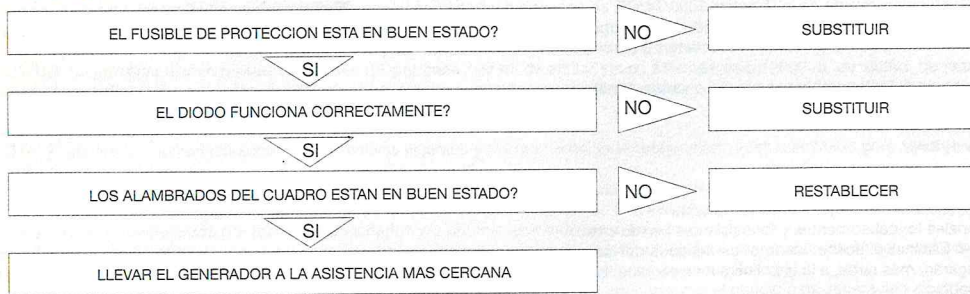 EL FUSIBLE DE PROTECCION ESTA EN BUEN ESTADO? NO SUBSTITUIR
SI
EL DIODO FUNCIONA CORRECTAMENTE? NO SUBSTITUIR
SI
LOS ALAMBRADOS DEL CUADRO ESTAN EN BUEN ESTADO? NO RESTABLECER
SI
LLEVAR EL GENERADOR A LA ASISTENCIA MAS CERCANA